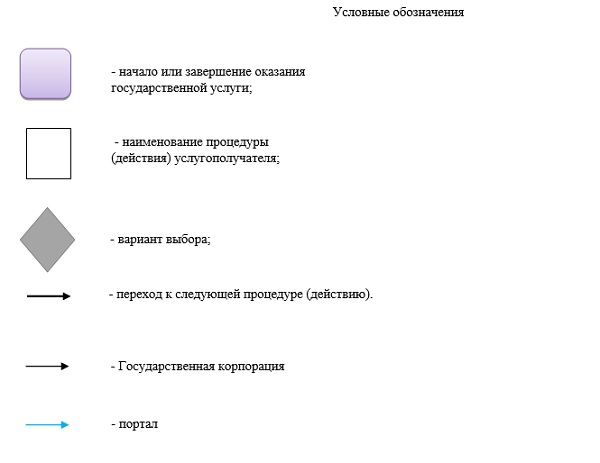 Условные обозначения
- начало или завершение оказания
государственной услуги;
- наименование процедуры
(действия) услугополучателя;
- вариант выбора;
- переход к следующей процедуре (действию).
- Государственная корпорация
- портал